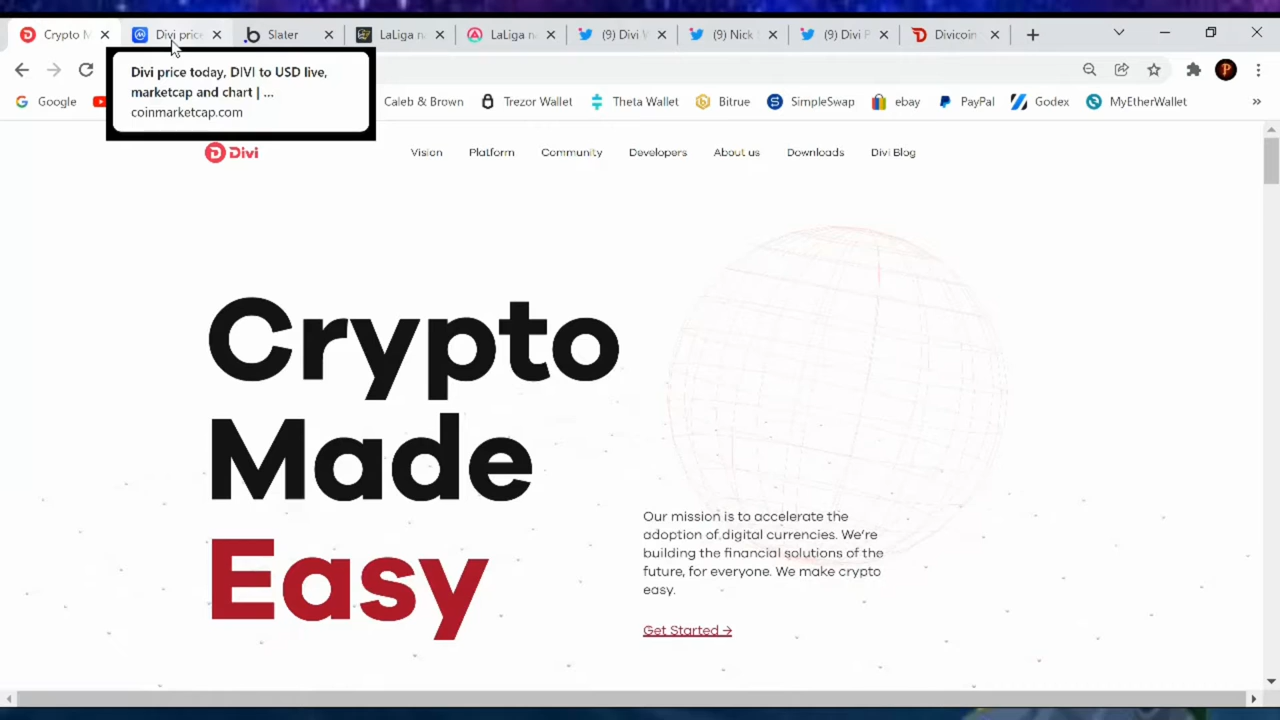 Crypto M
Divi price
Slater
LaLiga n
LaLiga n
(9) Divi W
(9) Nick S
(9) Divi P
Divicoin
Divi price today, DIVI to USD live,
marketcap and chart | ...
coinmarketcap.com
Google
Caleb & Brown
Trezor Wallet
Theta Wallet
Bitrue
SimpleSwap
ebay
PayPal
Godex
MyEtherWallet
»
Divi
Vision
Platform
Community
Developers
About us
Downloads
Divi Blog
Crypto
Made
Easy
Our mission is to accelerate the
adoption of digital currencies. We're
building the financial solutions of the
future, for everyone. We make crypto
easy.
Get Started →